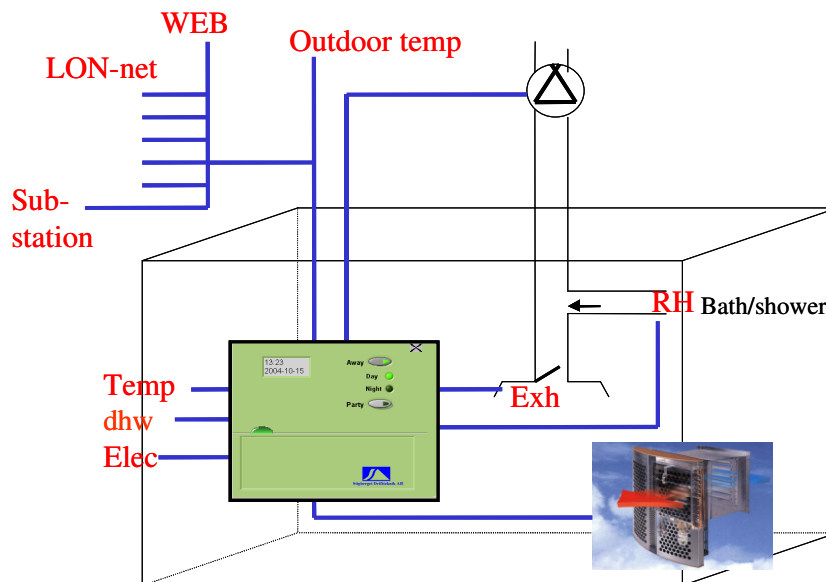 WEB
Outdoor temp
LON-net
Sub-
station
RH Bath/shower
13:23
2004-10-15
Away
Day
Night
Party
Temp
dhw
Elec
Exh